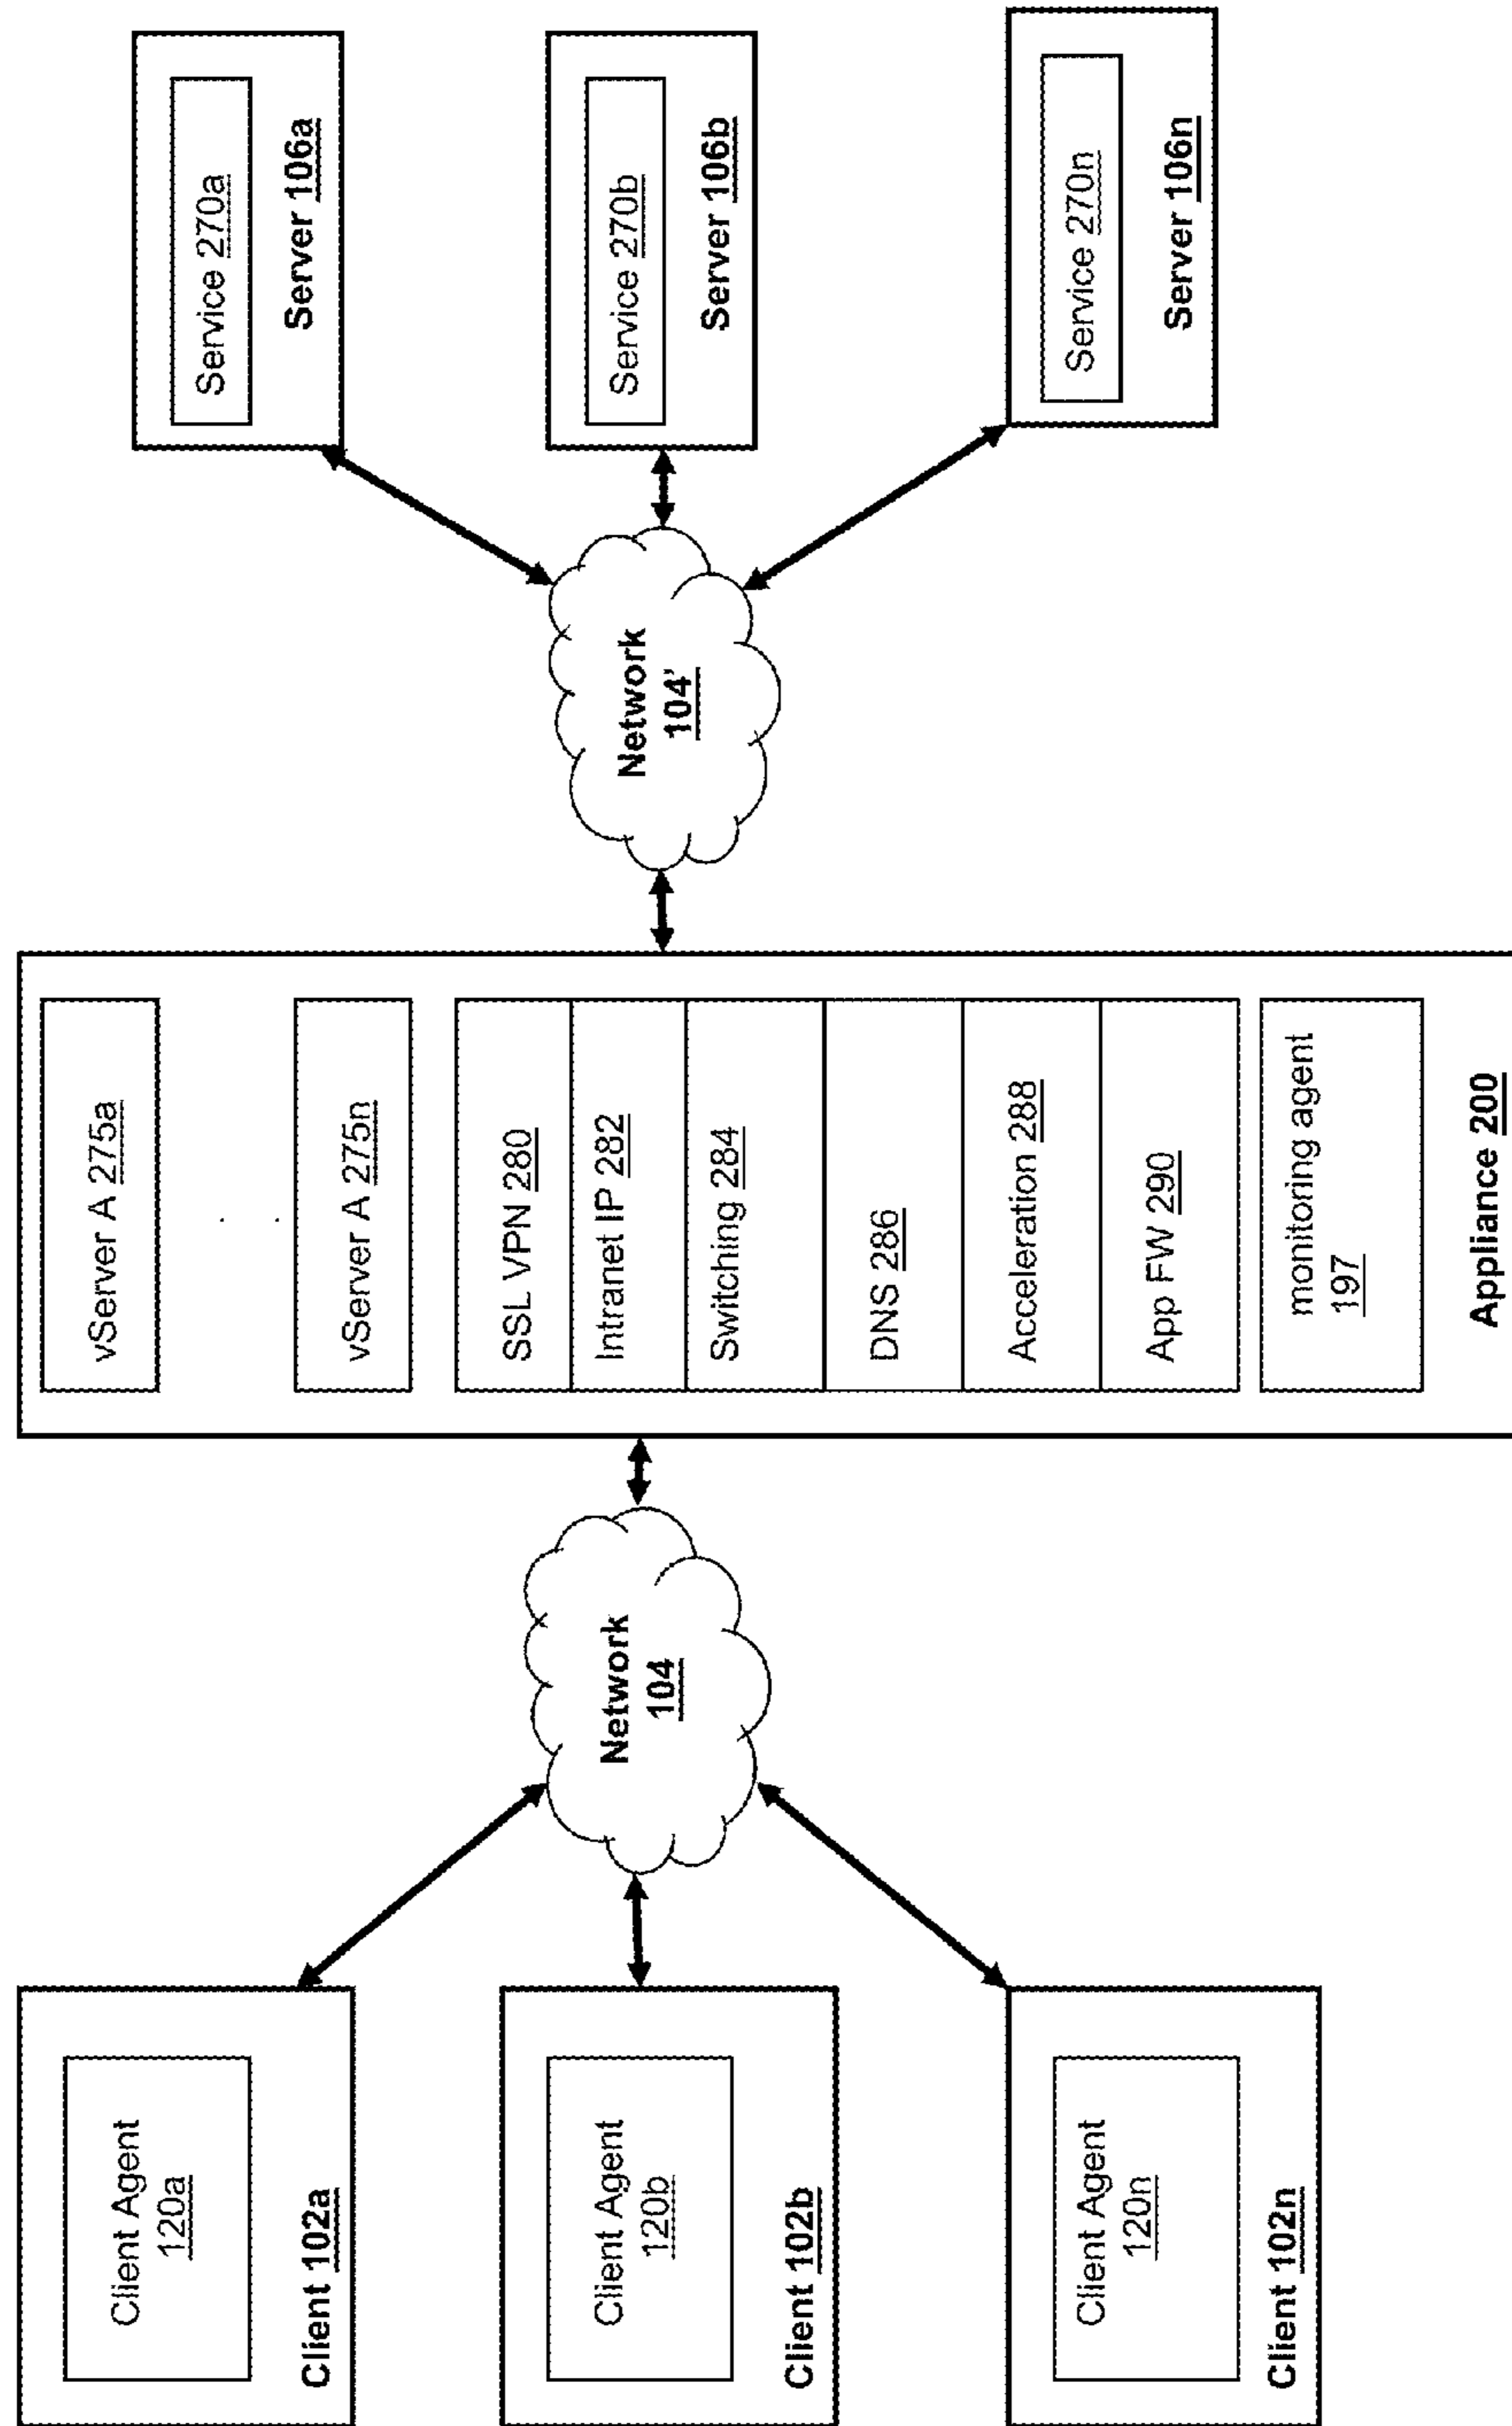 Client Agent
120a
Client 102a
Client Agent
120b
Client 102b
Client Agent
120n
Client 102n
Network
104
vServer A 275a
vServer A 275n
SSL VPN 280
Intranet IP 282
Switching 284
DNS 286
Acceleration 288
App FW 290
monitoring agent
197
Appliance 200
Network
104'
Service 270a
Server 106a
Service 270b
Server 106b
Service 270n
Server 106n